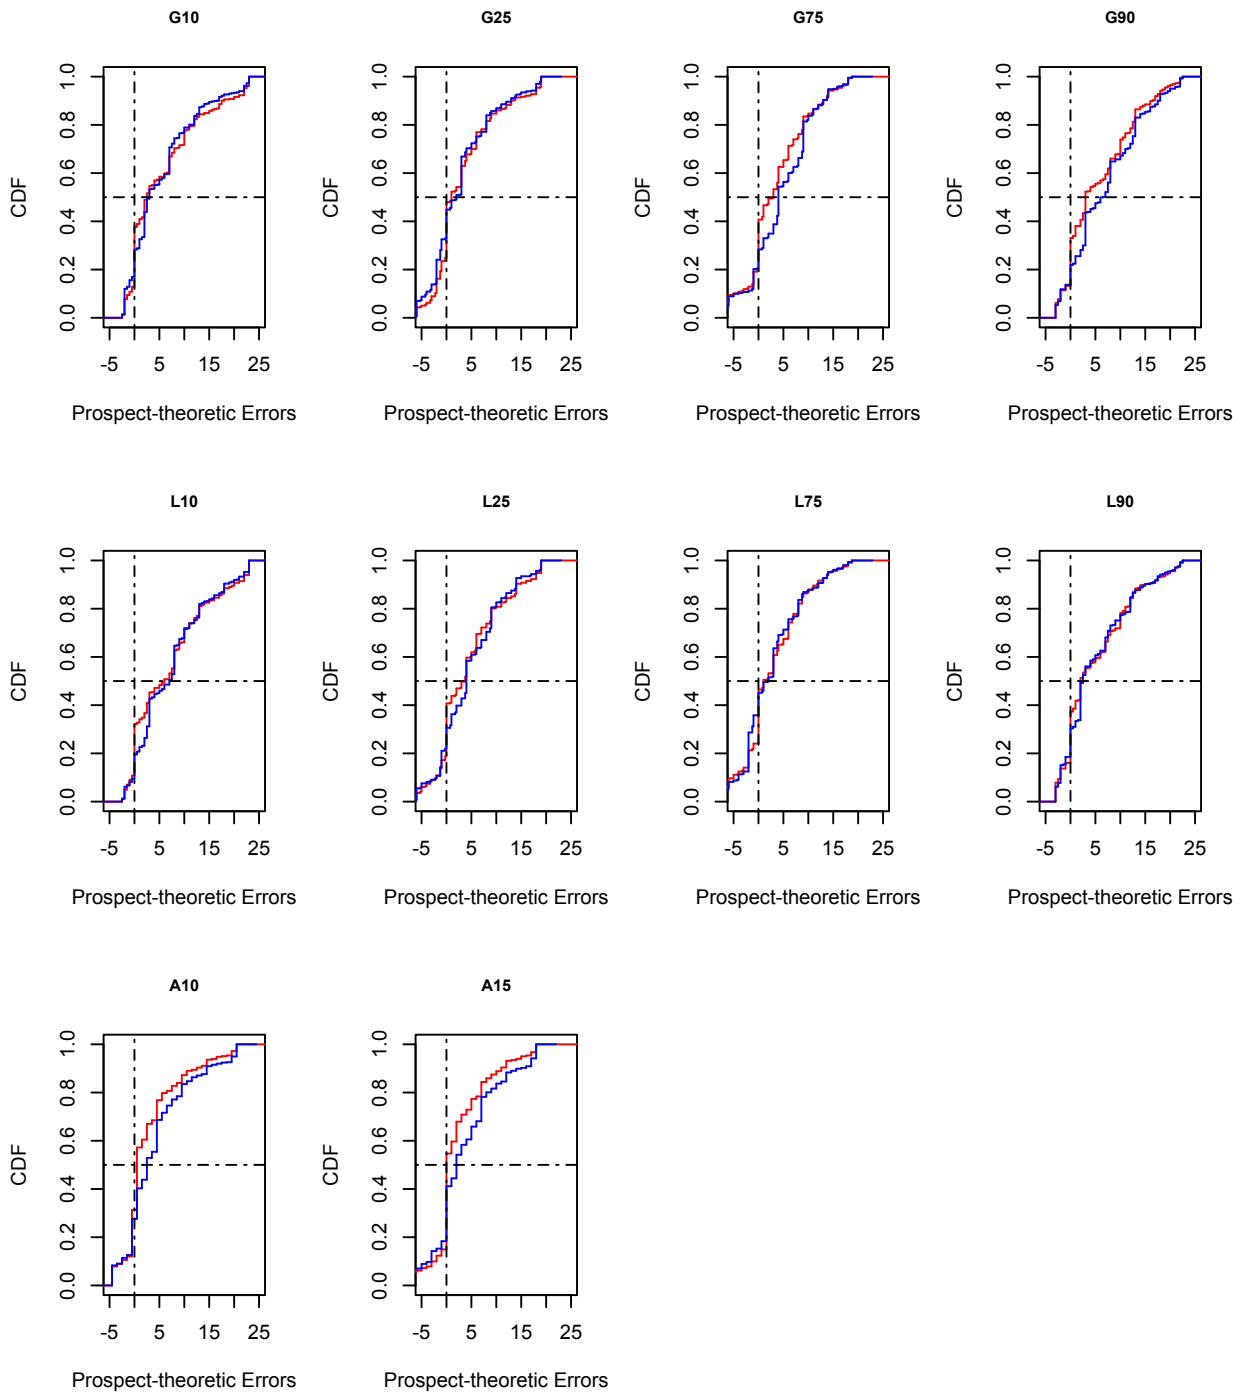 G10 G25 G75 G90
CDF CDF CDF CDF
0.0 0.2 0.4 0.6 0.8 1.0 0.0 0.2 0.4 0.6 0.8 1.0 0.0 0.2 0.4 0.6 0.8 1.0 0.0 0.2 0.4 0.6 0.8 1.0
-5 5 15 25 -5 5 15 25 -5 5 15 25 -5 5 15 25
Prospect-theoretic Errors Prospect-theoretic Errors Prospect-theoretic Errors Prospect-theoretic Errors
L10 L25 L75 L90
CDF CDF CDF CDF
0.0 0.2 0.4 0.6 0.8 1.0 0.0 0.2 0.4 0.6 0.8 1.0 0.0 0.2 0.4 0.6 0.8 1.0 0.0 0.2 0.4 0.6 0.8 1.0
-5 5 15 25 -5 5 15 25 -5 5 15 25 -5 5 15 25
Prospect-theoretic Errors Prospect-theoretic Errors Prospect-theoretic Errors Prospect-theoretic Errors
A10 A15
CDF CDF
0.0 0.2 0.4 0.6 0.8 1.0 0.0 0.2 0.4 0.6 0.8 1.0
-5 5 15 25 -5 5 15 25
Prospect-theoretic Errors Prospect-theoretic Errors